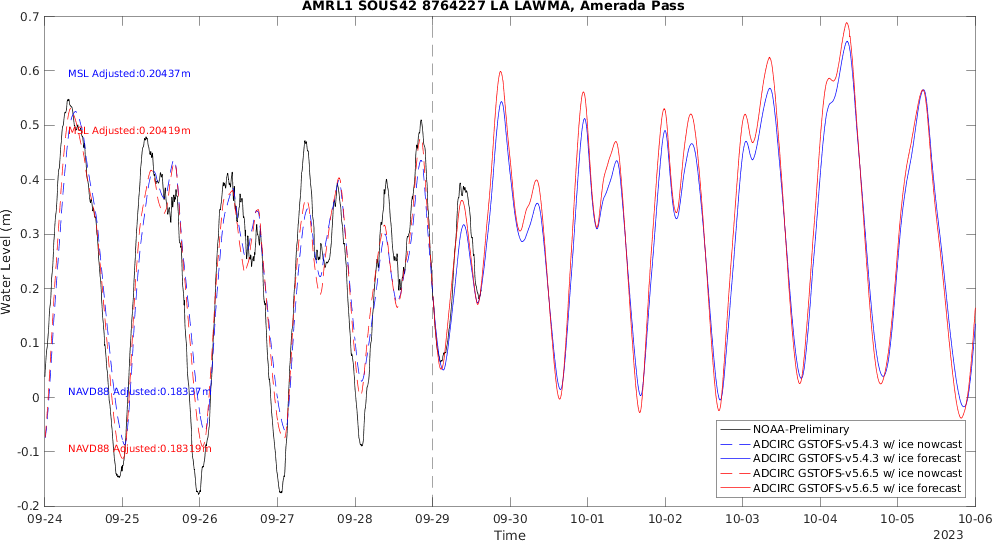 AMRL1 SOUS42 8764227 LA LAWMA, Amerada Pass
0.7
MSL Adjusted:0.20437m
0.6
0.5
MSL Adjusted:0.20419m
0.4
Water Level (m)
0.3
0.2
0.1
NAVD88 Adjusted:0.18337m
0
NAVD88 Adjusted:0.18319m
-0.1
NOAA-Preliminary
ADCIRC GSTOFS-v5.4.3 w/ ice nowcast
ADCIRC GSTOFS-v5.4.3 w/ ice forecast
ADCIRC GSTOFS-v5.6.5 w/ ice nowcast
ADCIRC GSTOFS-v5.6.5 w/ ice forecast
-0.2
09-24 09-25 09-26 09-27 09-28 09-29 09-30 10-01 10-02 10-03 10-04 10-05 10-06
Time
2023